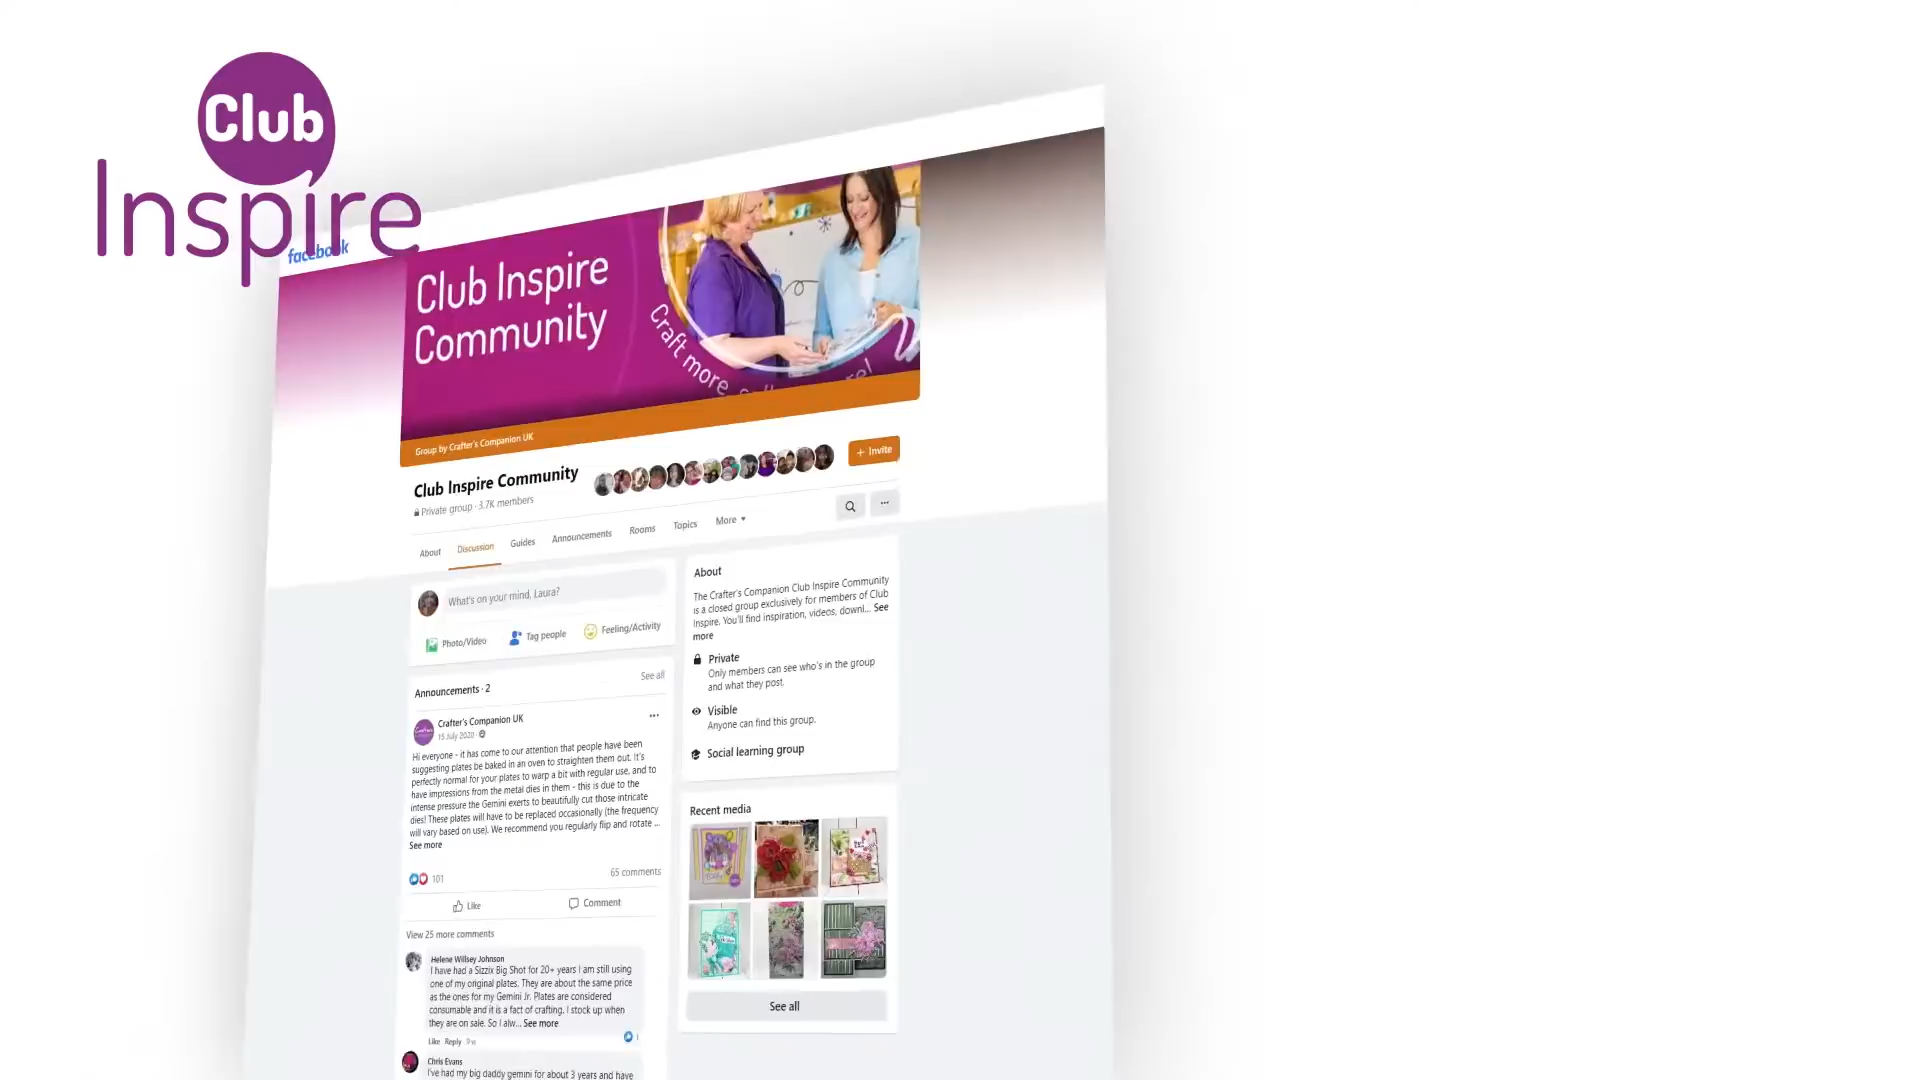 Club
Inspire
facebook
Club Inspire
Community
Craft more
Group by Crafter's Companion UK
Club Inspire Community
Private group · 3.7K members
+ Invite
About
Discussion
Guides
Announcements
Rooms
Topics
More
What's on your mind, Laura?
Photo/Video
Tag people
Feeling/Activity
Announcements · 2
See all
Crafter's Companion UK
15 July 2020 ·
Hi everyone - it has come to our attention that people have been
suggesting plates be baked in an oven to straighten them out. It's
perfectly normal for your plates to warp a bit with regular use, and to
have impressions from the metal dies in them - this is due to the
intense pressure the Gemini exerts to beautifully cut those intricate
dies! These plates will have to be replaced occasionally (the frequency
will vary based on use). We recommend you regularly flip and rotate ...
See more
101
65 comments
Like
Comment
View 25 more comments
Helene Willsey Johnson
I have had a Sizzix Big Shot for 20+ years I am still using
one of my original plates. They are about the same price
as the ones for my Gemini Jr. Plates are considered
consumable and it is a fact of crafting. I stock up when
they are on sale. So I alw... See more
Like Reply 9w
1
Chris Evans
I've had my big daddy gemini for about 3 years and have
About
The Crafter's Companion Club Inspire Community
is a closed group exclusively for members of Club
Inspire. You'll find inspiration, videos, downl... See
more
Private
Only members can see who's in the group
and what they post.
Visible
Anyone can find this group.
Social learning group
Recent media
See all